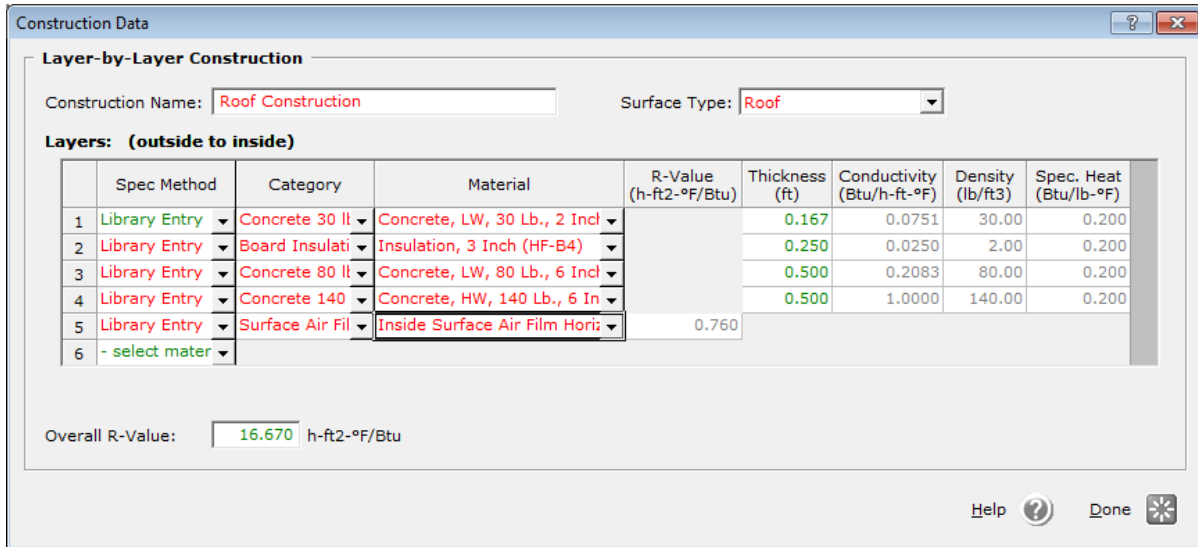 Construction Data
Layer-by-Layer Construction
Construction Name: Roof Construction Surface Type: Roof
Layers: (outside to inside)
Spec Method Category Material R-Value (h-ft2-°F/Btu) Thickness (ft) Conductivity (Btu/h-ft-°F) Density (lb/ft3) Spec. Heat (Btu/lb-°F)
1 Library Entry Concrete 30 lb Concrete, LW, 30 Lb., 2 Inch 0.167 0.0751 30.00 0.200
2 Library Entry Board Insulati Insulation, 3 Inch (HF-B4) 0.250 0.0250 2.00 0.200
3 Library Entry Concrete 80 lb Concrete, LW, 80 Lb., 6 Inch 0.500 0.2083 80.00 0.200
4 Library Entry Concrete 140 Concrete, HW, 140 Lb., 6 In 0.500 1.0000 140.00 0.200
5 Library Entry Surface Air Fil Inside Surface Air Film Horiz 0.760
6 - select mater
Overall R-Value: 16.670 h-ft2-°F/Btu
Help ? Done